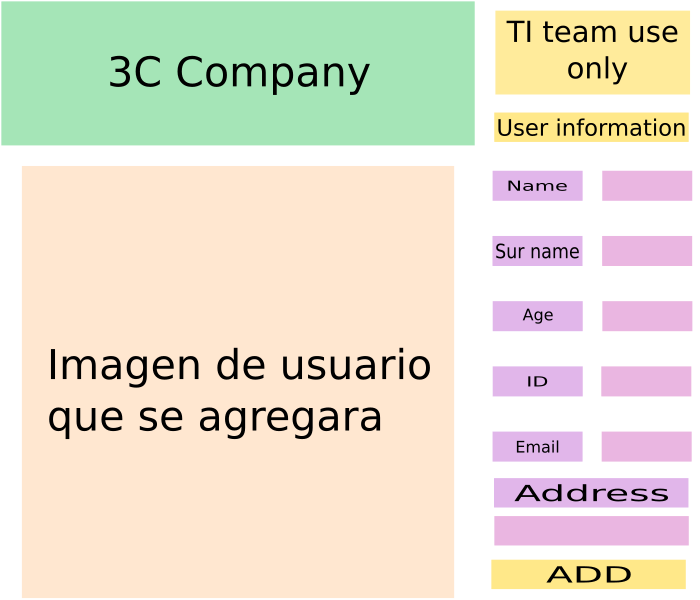 3C Company
TI team use
only
User information
Name
Sur name
Age
ID
Email
Address
ADD
Imagen de usuario
que se agregara